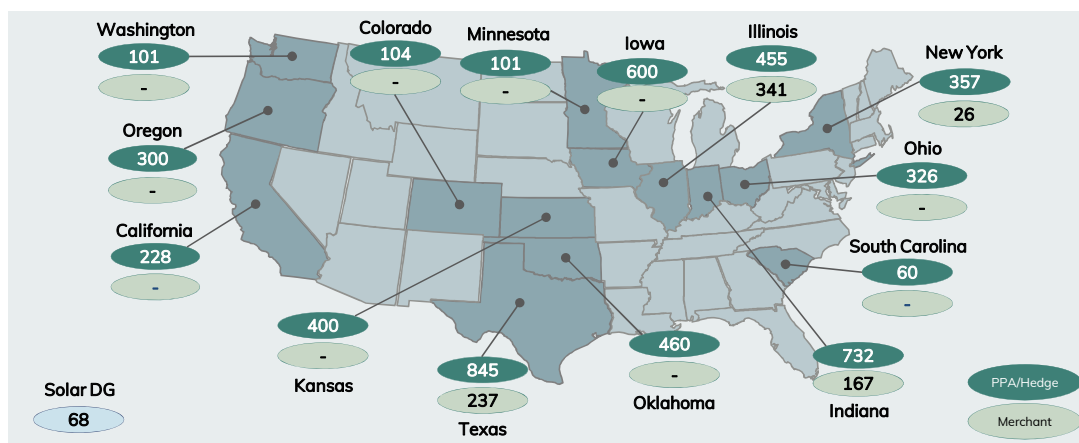 Washington
101
-
Colorado
104
-
Minnesota
101
-
Iowa
600
-
Illinois
455
341
New York
357
26
Oregon
300
-
Ohio
326
-
California
228
-
South Carolina
60
-
400
-
Kansas
845
237
Texas
460
-
Oklahoma
732
167
Indiana
Solar DG
68
PPA/Hedge
Merchant